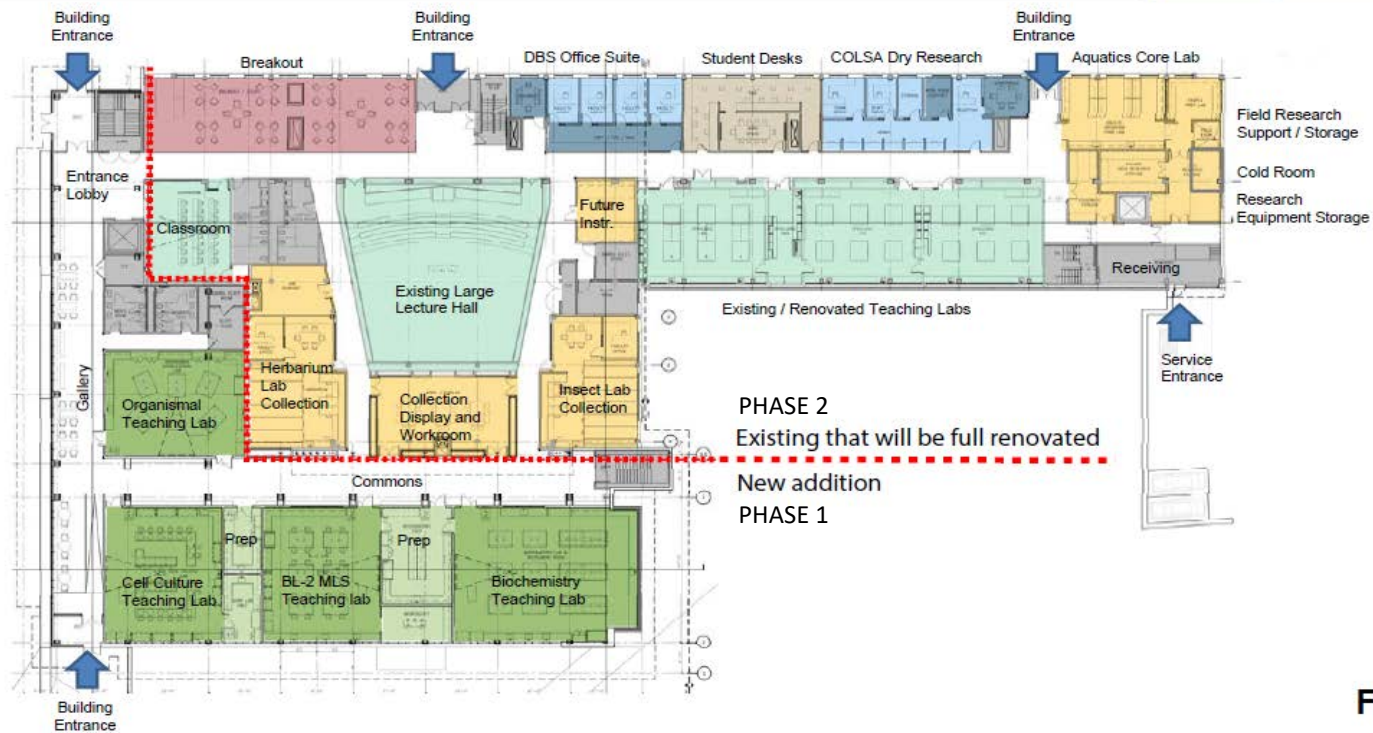 Building
Entrance
Building
Entrance
Building
Entrance
Breakout
DBS Office Suite
Student Desks
COLSA Dry Research
Aquatics Core Lab
Field Research
Support / Storage
Cold Room
Research
Equipment Storage
Entrance
Lobby
Classroom
Future
Instr.
Receiving
Existing Large
Lecture Hall
Existing / Renovated Teaching Labs
Service
Entrance
Gallery
Organismal
Teaching Lab
Herbarium
Lab
Collection
Collection
Display and
Workroom
Insect Lab
Collection
PHASE 2
Existing that will be full renovated
Commons
New addition
PHASE 1
Prep
Prep
Cell Culture
Teaching Lab
BL-2 MLS
Teaching lab
Biochemistry
Teaching Lab
Building
Entrance
F